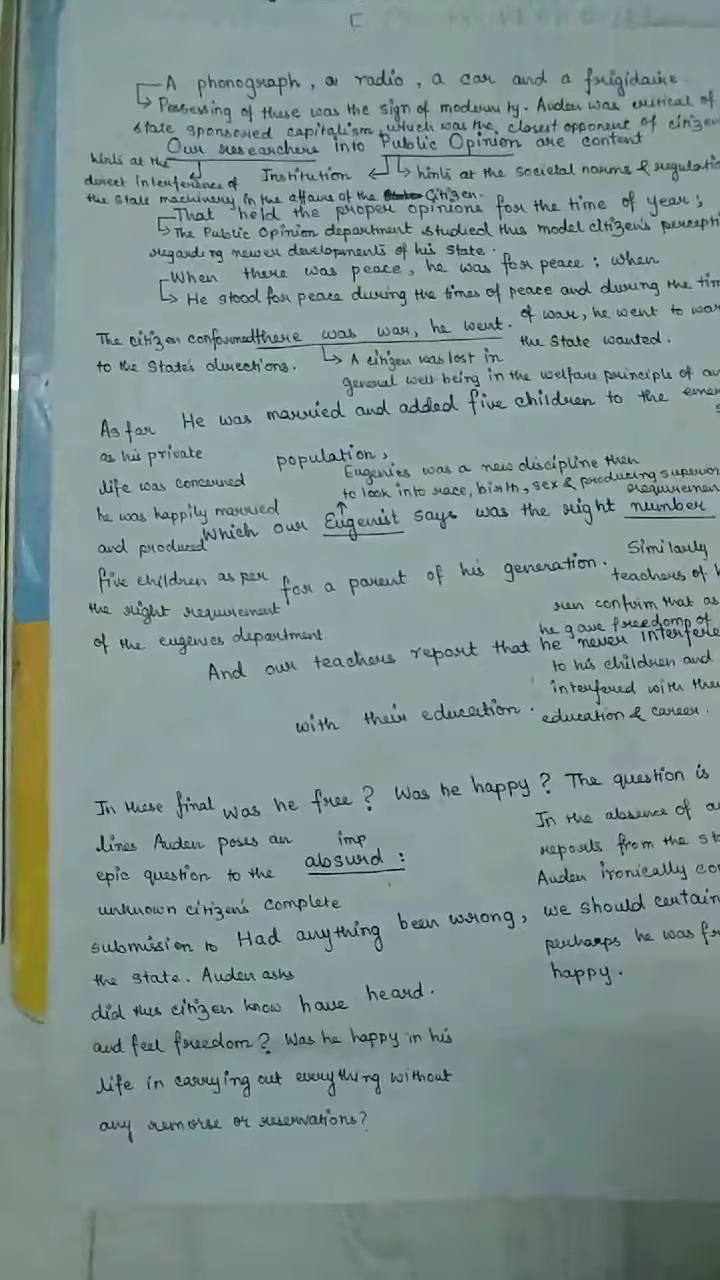 A phonograph, a radio, a car and a frigidaire
↳ Possessing of these was the sign of modernity. Auden was critical of
state sponsored capitalism, which was the closest opponent of citizen
Our researchers into Public Opinion are content
hints at the
direct interference of
the state machinery in the affairs of the Citizen.
Institution
↳ hints at the societal norms & regulatio
That held the proper opinions for the time of year;
↳ The Public Opinion department studied this model citizen's percepti
regarding newer developments of his state.
When there was peace, he was for peace: when
↳ He stood for peace during the times of peace and during the tim
of war, he went to war
the state wanted.
The citizen conformed
to the state's directions.
there was war, he went.
↳ A citizen was lost in
general well being in the welfare principle of
He was married and added five children to the
population,
As far
as his private
life was concerned
he was happily married
and produced
five children as per
the right requirement
of the eugenics department
Eugenics was a new discipline then
to look into race, birth, sex & producing superior
requiremen
Which our Eugenist says was the right number
for a parent of his generation.
Similarly
teachers of
ren confirm that as
he gave freedomp of
to his children and
interfered with the
education & career.
And our teachers report that he never interfere
with their education.
Was he free? Was he happy? The question is
absurd:
Had anything been wrong, we should certain
have heard.
In these final
lines Auden poses an imp
epic question to the
unknown citizen's complete
submission to
the state. Auden asks
did this citizen know
and feel freedom? Was he happy in his
life in carrying out everything without
any remorse or reservations?
In the absence of
reports from the st
Auden ironically co
perhaps he was fr
happy.